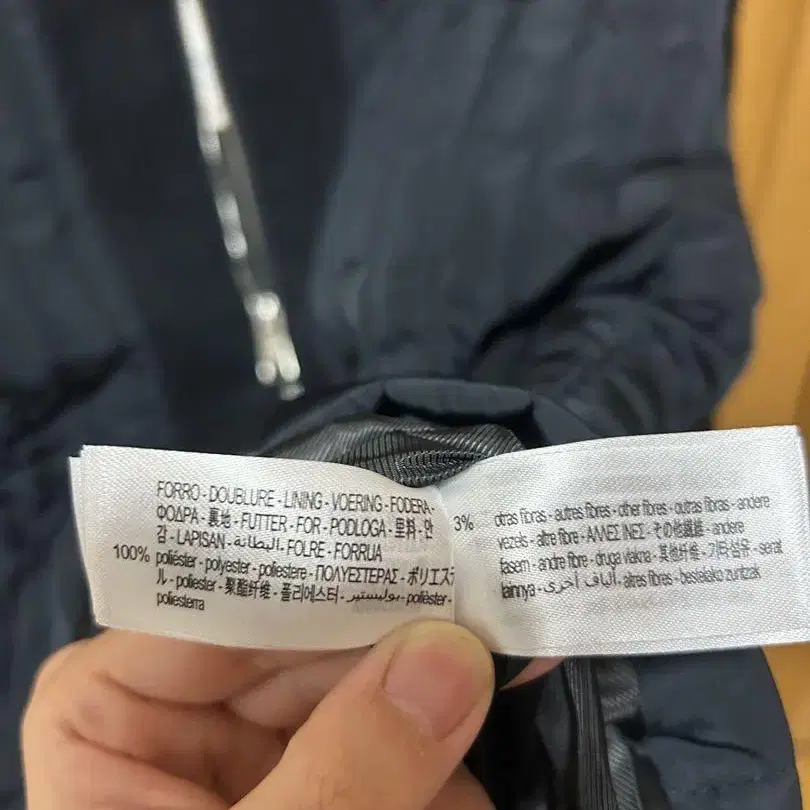 FORRO - DOUBLURE - LINING - VOERING - FODERA -
ΦΟΔΡΑ - 裏地 - FUTTER - FOR - PODLOGA - 里料 - 안
감 - LAPISAN - البطانة. FOLRE - FORRUA
100% poliéster - polyester - poliestere - ΠΟΛΥΕΣΤΕΡΑΣ - ポリエステ
ル - poliester - 聚酯纤维 - 폴리에스터 - بوليستير - polièster -
poliesterra
3% otras fibras - autres fibres - other fibres - outras fibras - andere
vezels - altre fibre - ΑΛΛΕΣ ΙΝΕΣ - その他繊維 - andere
fasern - andre fibre - druga vlakna - 其他纤维 - 기타섬유 - serat
lainnya - ألياف أخرى. altres fibres - bestelako zuntzak